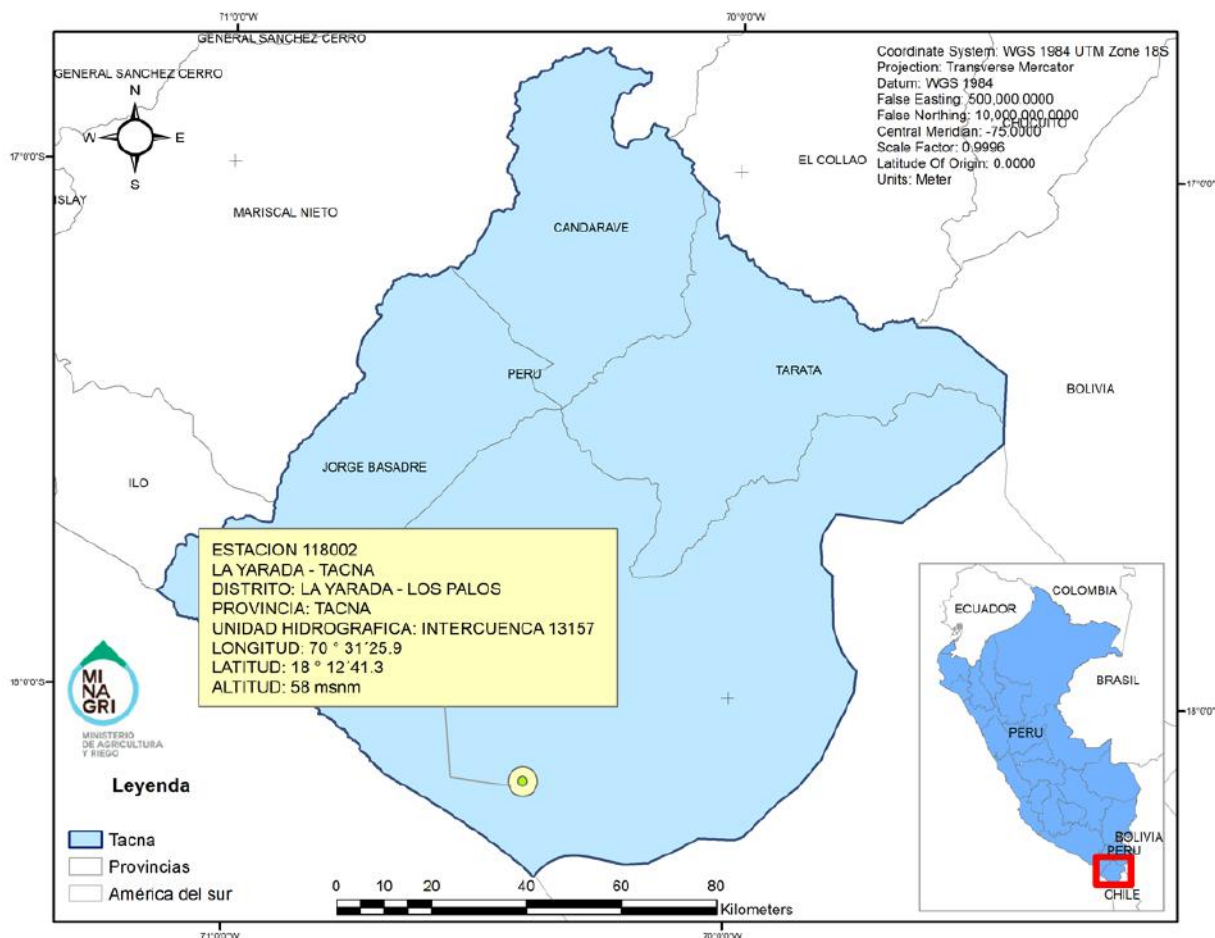 71°0'0"W
70°0'0"W
GENERAL SANCHEZ CERRO
GENERAL SANCHEZ CERRO
Coordinate System: WGS 1984 UTM Zone 18S
Projection: Transverse Mercator
Datum: WGS 1984
False Easting: 500,000.0000
False Northing: 10,000,000.0000
Central Meridian: -75.0000
Scale Factor: 0.9996
Latitude Of Origin: 0.0000
Units: Meter
CHUCUITO
N
W
E
S
17°0'0"S
17°0'0"
EL COLLAO
ISLAY
MARISCAL NIETO
CANDARAVE
PERU
TARATA
BOLIVIA
JORGE BASADRE
ILO
ESTACION 118002
LA YARADA - TACNA
DISTRITO: LA YARADA - LOS PALOS
PROVINCIA: TACNA
UNIDAD HIDROGRAFICA: INTERCUENCA 13157
LONGITUD: 70 ° 31´25.9
LATITUD: 18 ° 12´41.3
ALTITUD: 58 msnm
COLOMBIA
ECUADOR
BRASIL
PERU
BOLIVIA
PERU
CHILE
18°0'0"
MI
NA
GRI
MINISTERIO
DE AGRICULTURA
Y RIEGO
Leyenda
Tacna
Provincias
América del sur
0 10 20 40 60 80
Kilometers